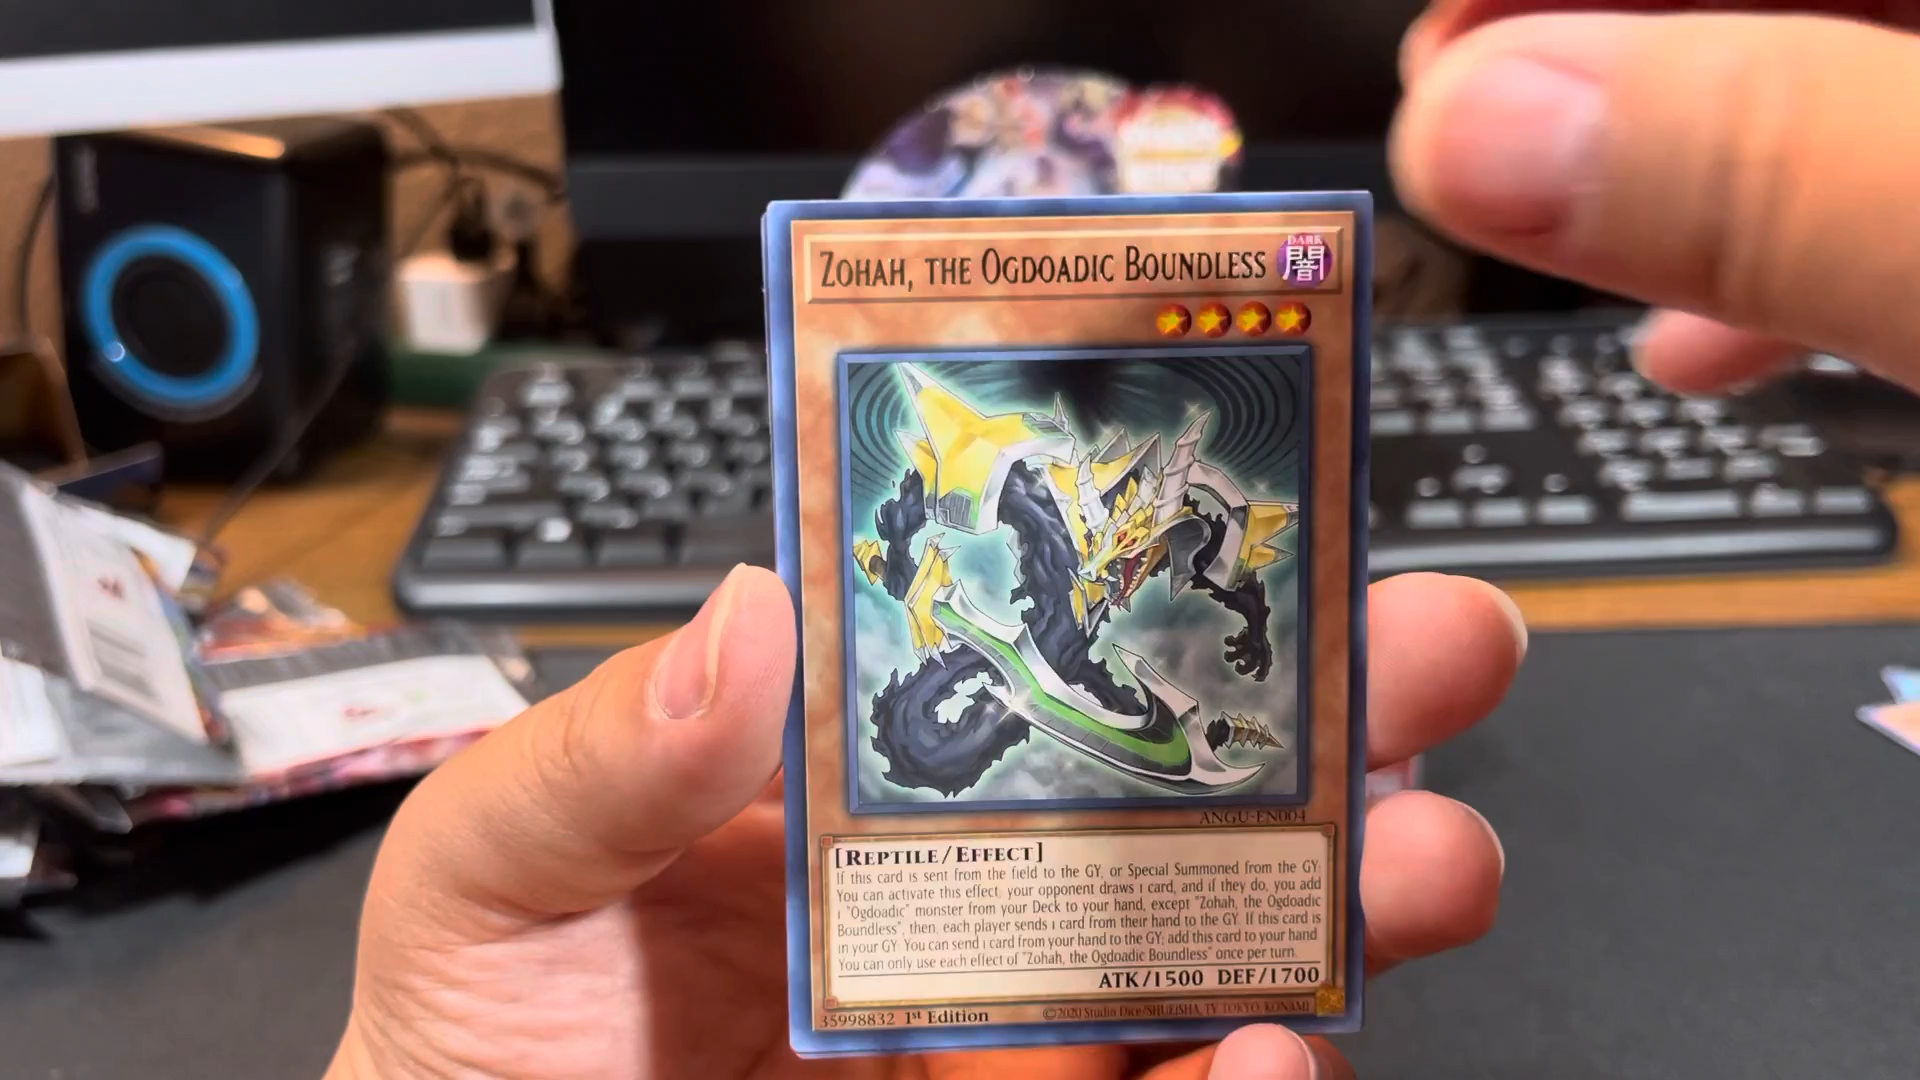 ZOHAH, THE OGDOADIC BOUNDLESS
DARK
闇
ANGU-EN004
[REPTILE/EFFECT]
If this card is sent from the field to the GY, or Special Summoned from the GY:
You can activate this effect; your opponent draws 1 card, and if they do, you add
1 "Ogdoadic" monster from your Deck to your hand, except "Zohah, the Ogdoadic
Boundless", then, each player sends 1 card from their hand to the GY. If this card is
in your GY: You can send 1 card from your hand to the GY; add this card to your hand.
You can only use each effect of "Zohah, the Ogdoadic Boundless" once per turn.
ATK/1500 DEF/1700
35998832 1st Edition
©2020 Studio Dice/SHUEISHA, TV TOKYO, KONAMI